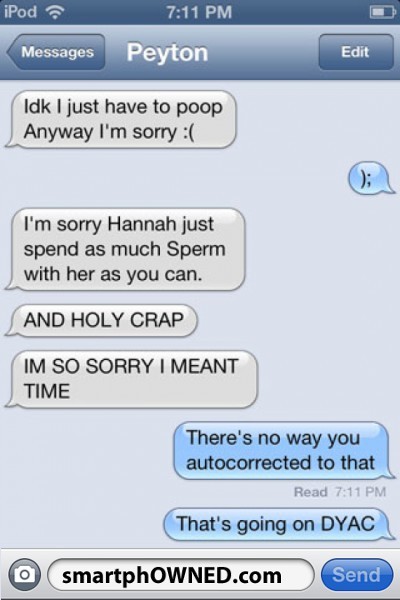 iPod 7:11 PM
Messages Peyton Edit
Idk I just have to poop
Anyway I'm sorry :(
);
I'm sorry Hannah just
spend as much Sperm
with her as you can.
AND HOLY CRAP
IM SO SORRY I MEANT
TIME
There's no way you
autocorrected to that
Read 7:11 PM
That's going on DYAC
smartphOWNED.com Send